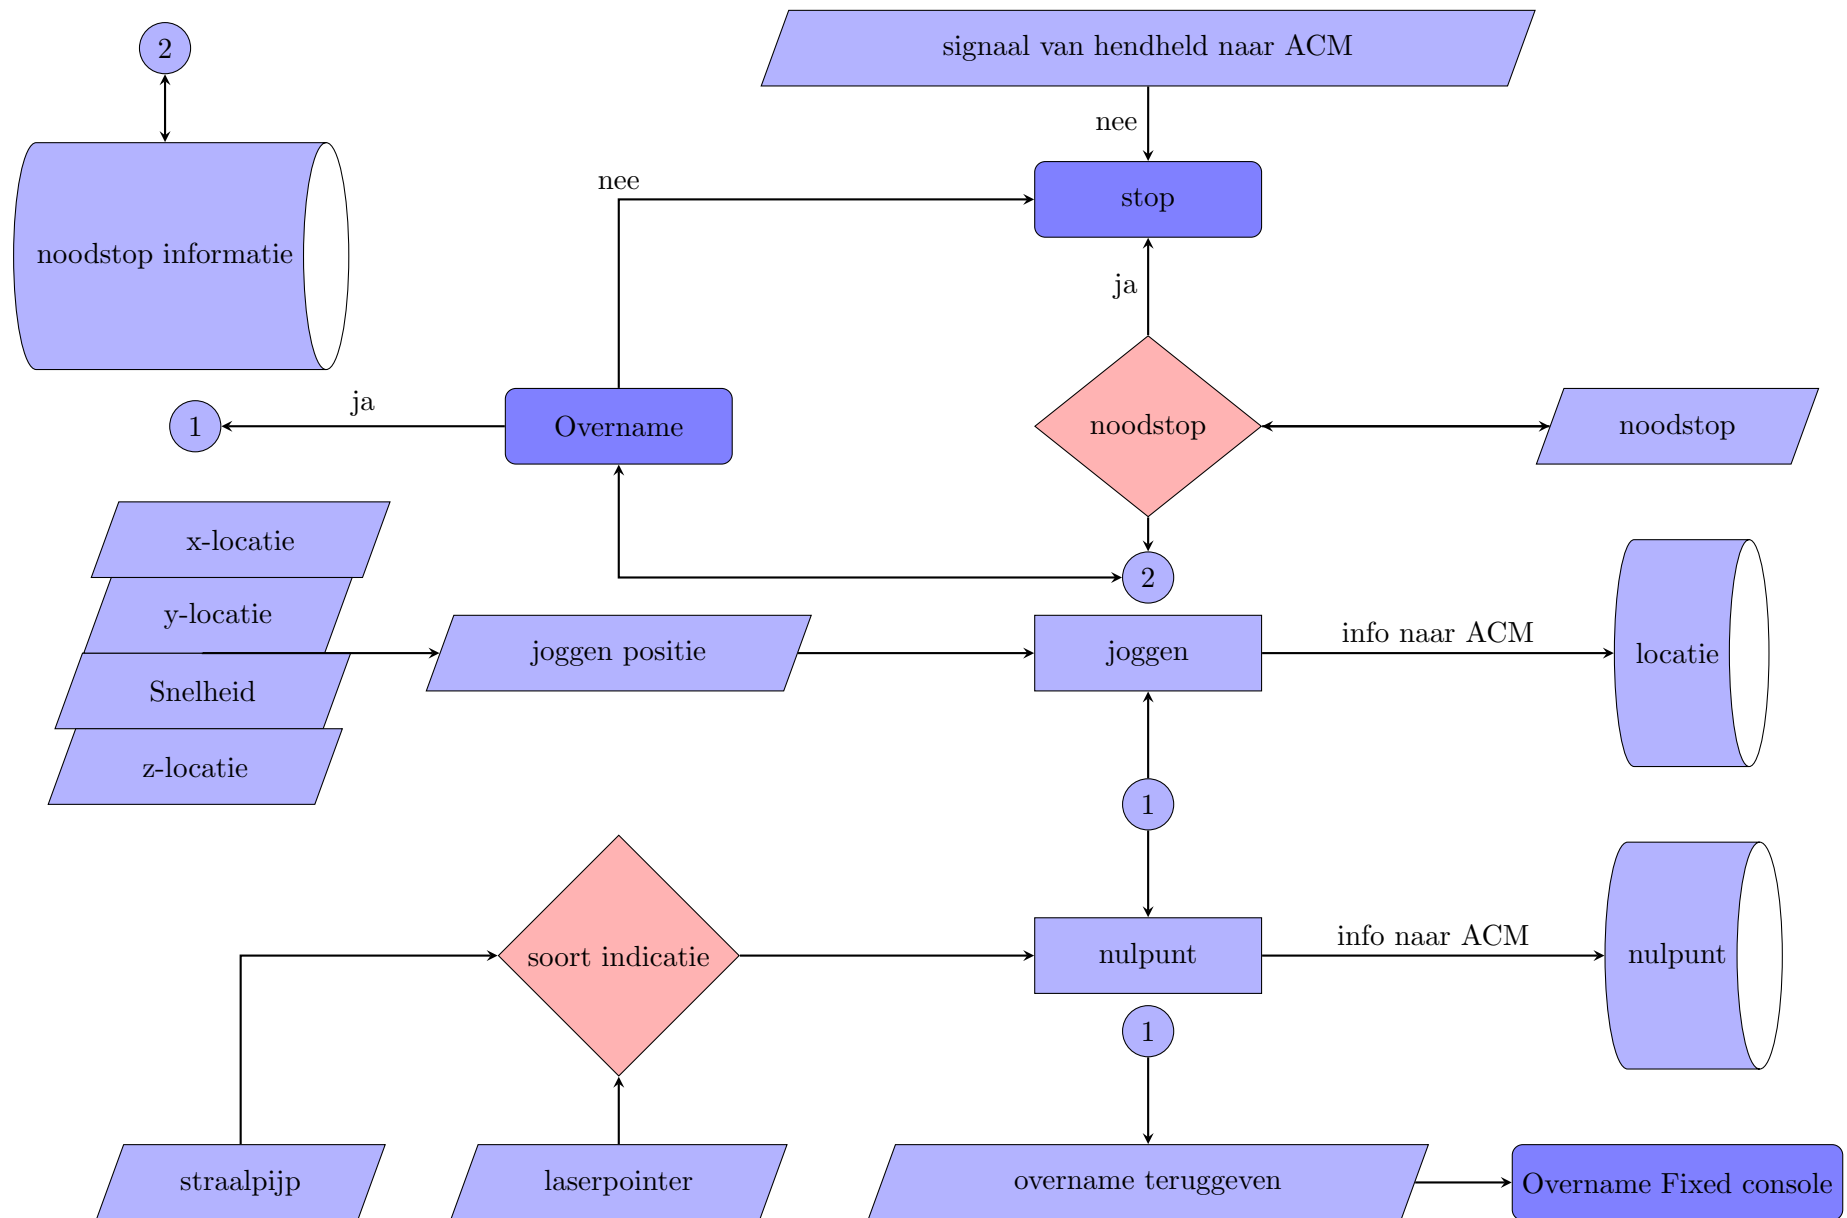 2
signaal van hendheld naar ACM
nee
nee
stop
noodstop informatie
ja
ja
1
Overname
noodstop
noodstop
x-locatie
2
y-locatie
joggen positie
joggen
info naar ACM
locatie
Snelheid
z-locatie
1
soort indicatie
nulpunt
info naar ACM
nulpunt
1
straalpijp
laserpointer
overname teruggeven
Overname Fixed console